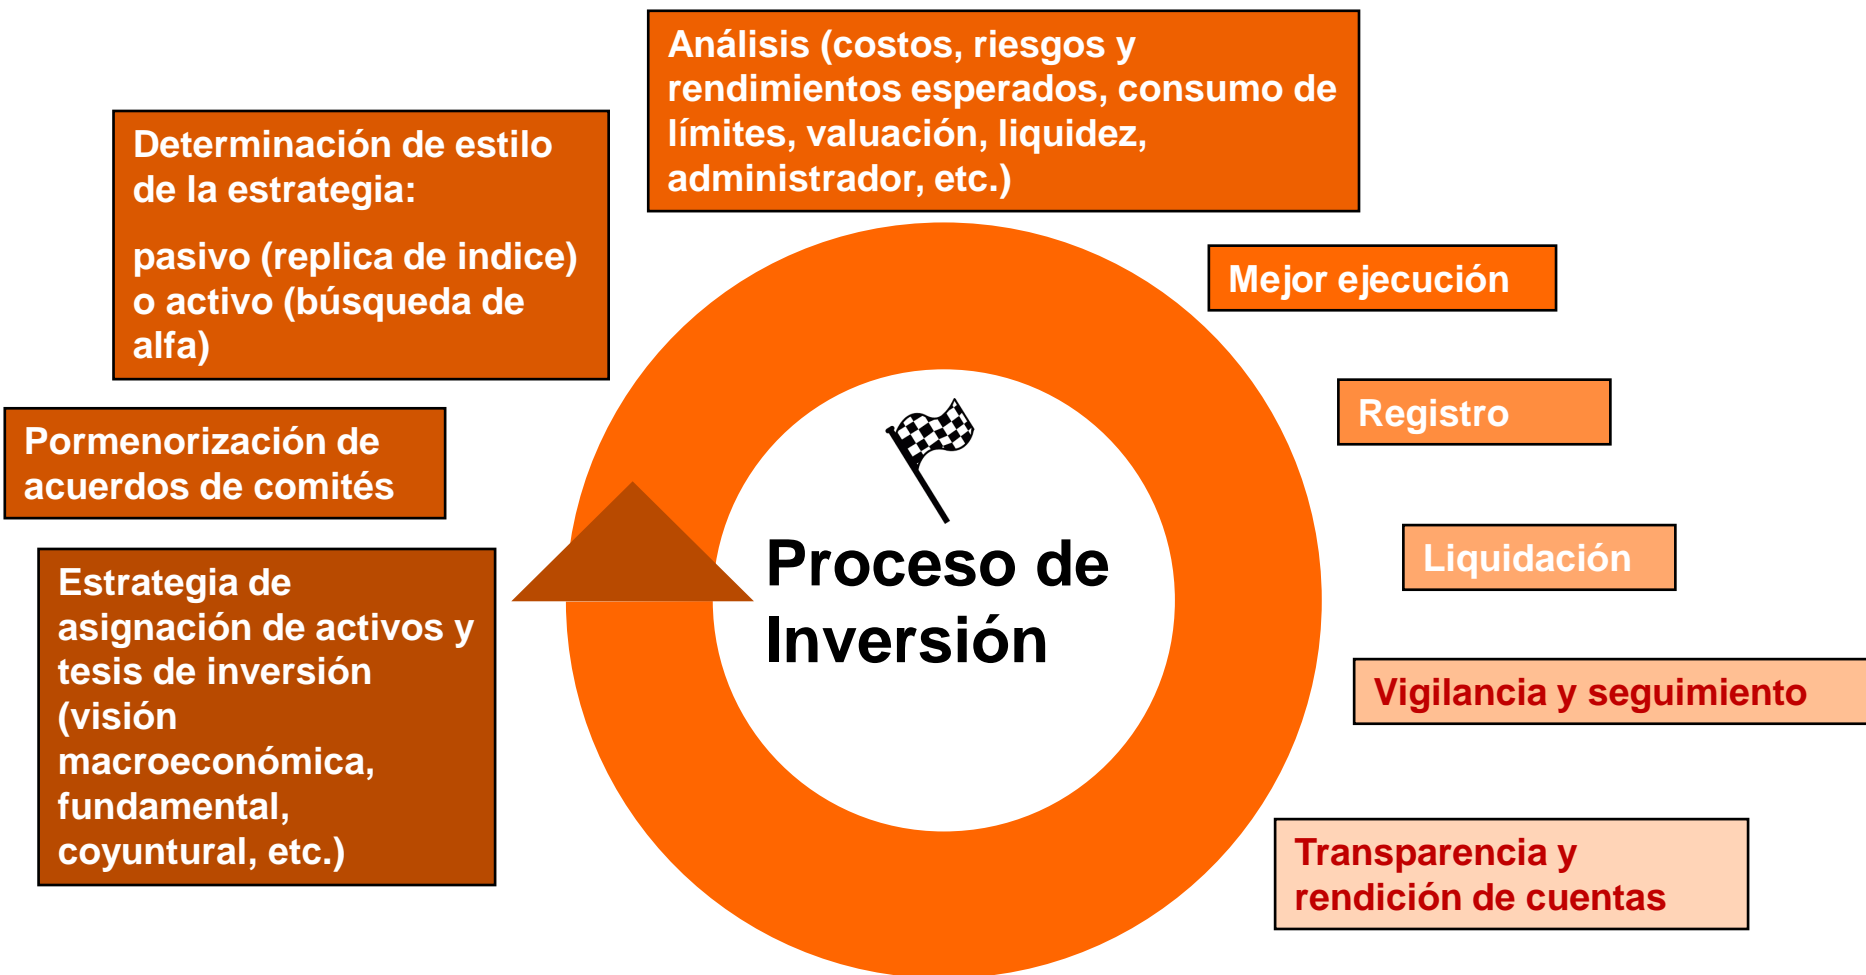 Análisis (costos, riesgos y
rendimientos esperados, consumo de
límites, valuación, liquidez,
administrador, etc.)
Determinación de estilo
de la estrategia:
pasivo (replica de indice)
o activo (búsqueda de
alfa)
Mejor ejecución
Registro
Pormenorización de
acuerdos de comités
Liquidación
Proceso de
Inversión
Estrategia de
asignación de activos y
tesis de inversión
(visión
macroeconómica,
fundamental,
coyuntural, etc.)
Vigilancia y seguimiento
Transparencia y
rendición de cuentas